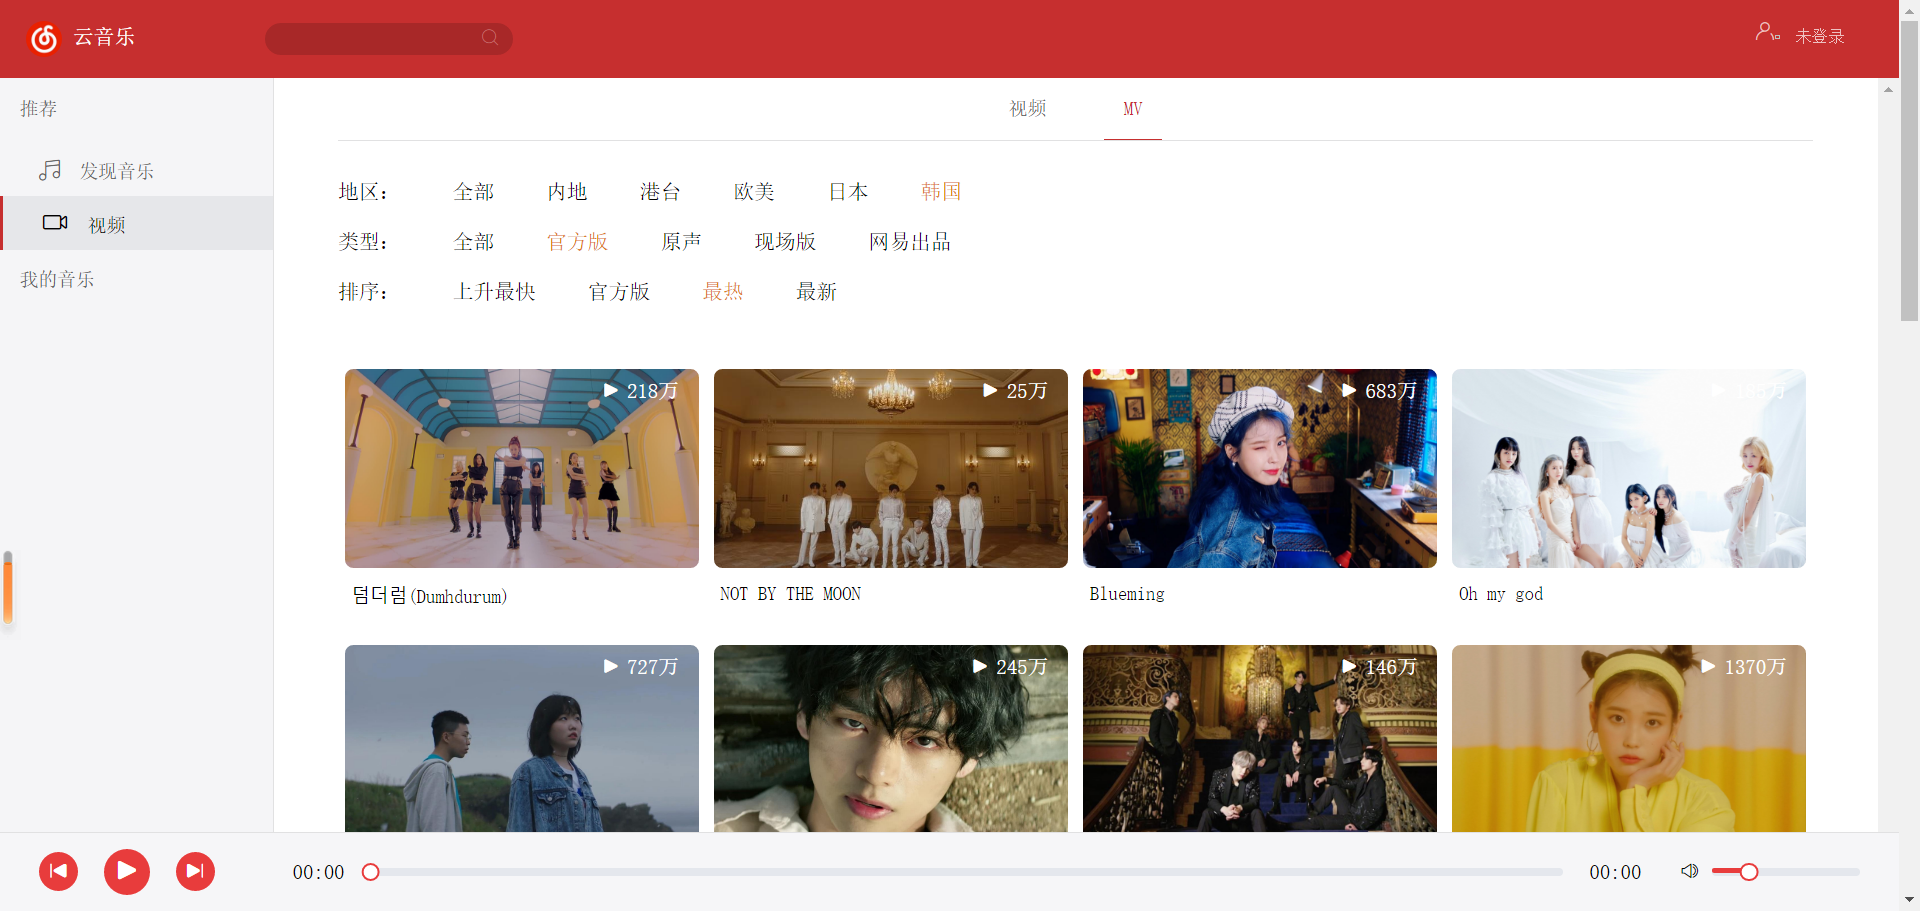 云音乐
未登录
推荐
发现音乐
视频
我的音乐
视频 MV
地区： 全部 内地 港台 欧美 日本 韩国
类型： 全部 官方版 原声 现场版 网易出品
排序： 上升最快 官方版 最热 最新
218万 25万 683万 185万
덤더럼(Dumhdurum) NOT BY THE MOON Blueming Oh my god
727万 245万 146万 1370万
00:00 00:00